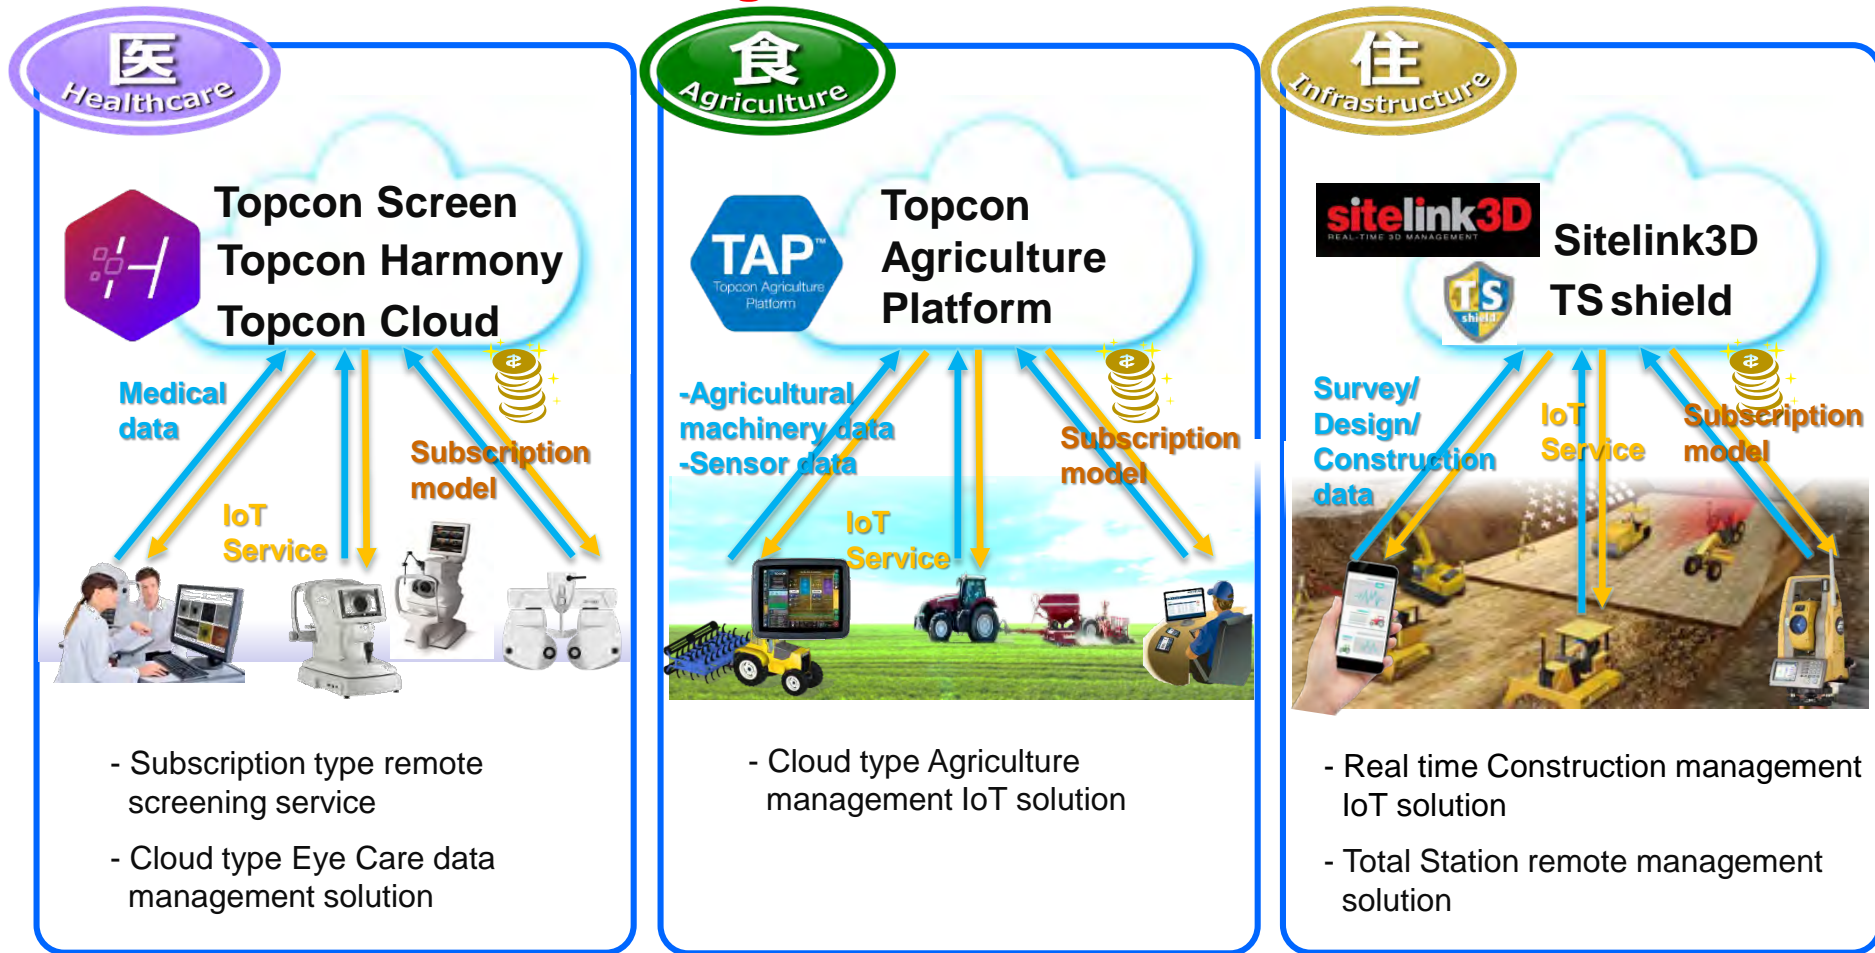 医
Healthcare
Topcon Screen
Topcon Harmony
Topcon Cloud
Medical
data
Subscription
model
IoT
Service
- Subscription type remote
screening service
- Cloud type Eye Care data
management solution
食
Agriculture
TAP™
Topcon Agriculture
Platform
Topcon
Agriculture
Platform
-Agricultural
machinery data
-Sensor data
Subscription
model
IoT
Service
- Cloud type Agriculture
management IoT solution
住
Infrastructure
sitelink3D
REAL-TIME 3D MANAGEMENT
Sitelink3D
TS
shield
TS shield
Survey/
Design/
Construction
data
IoT
Service
Subscription
model
- Real time Construction management
IoT solution
- Total Station remote management
solution